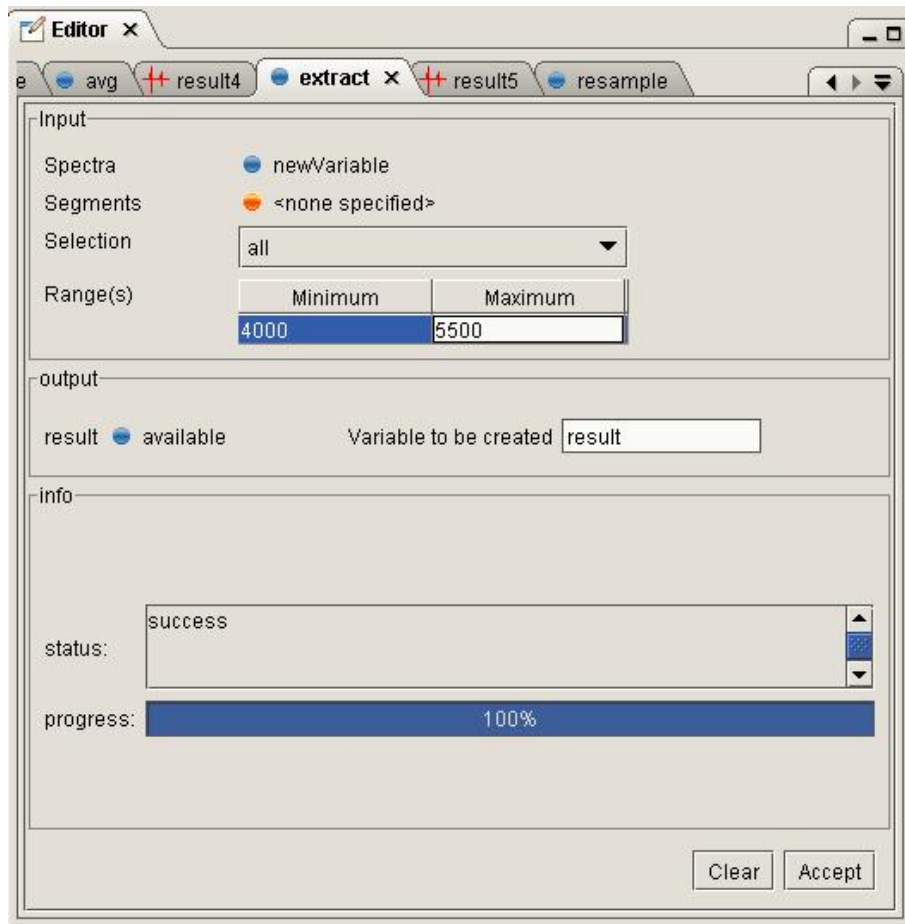 Editor
e avg result4 extract result5 resample
Input
Spectra newVariable
Segments <none specified>
Selection all
Range(s) Minimum Maximum
4000 5500
output
result available Variable to be created result
info
status: success
progress: 100%
Clear Accept